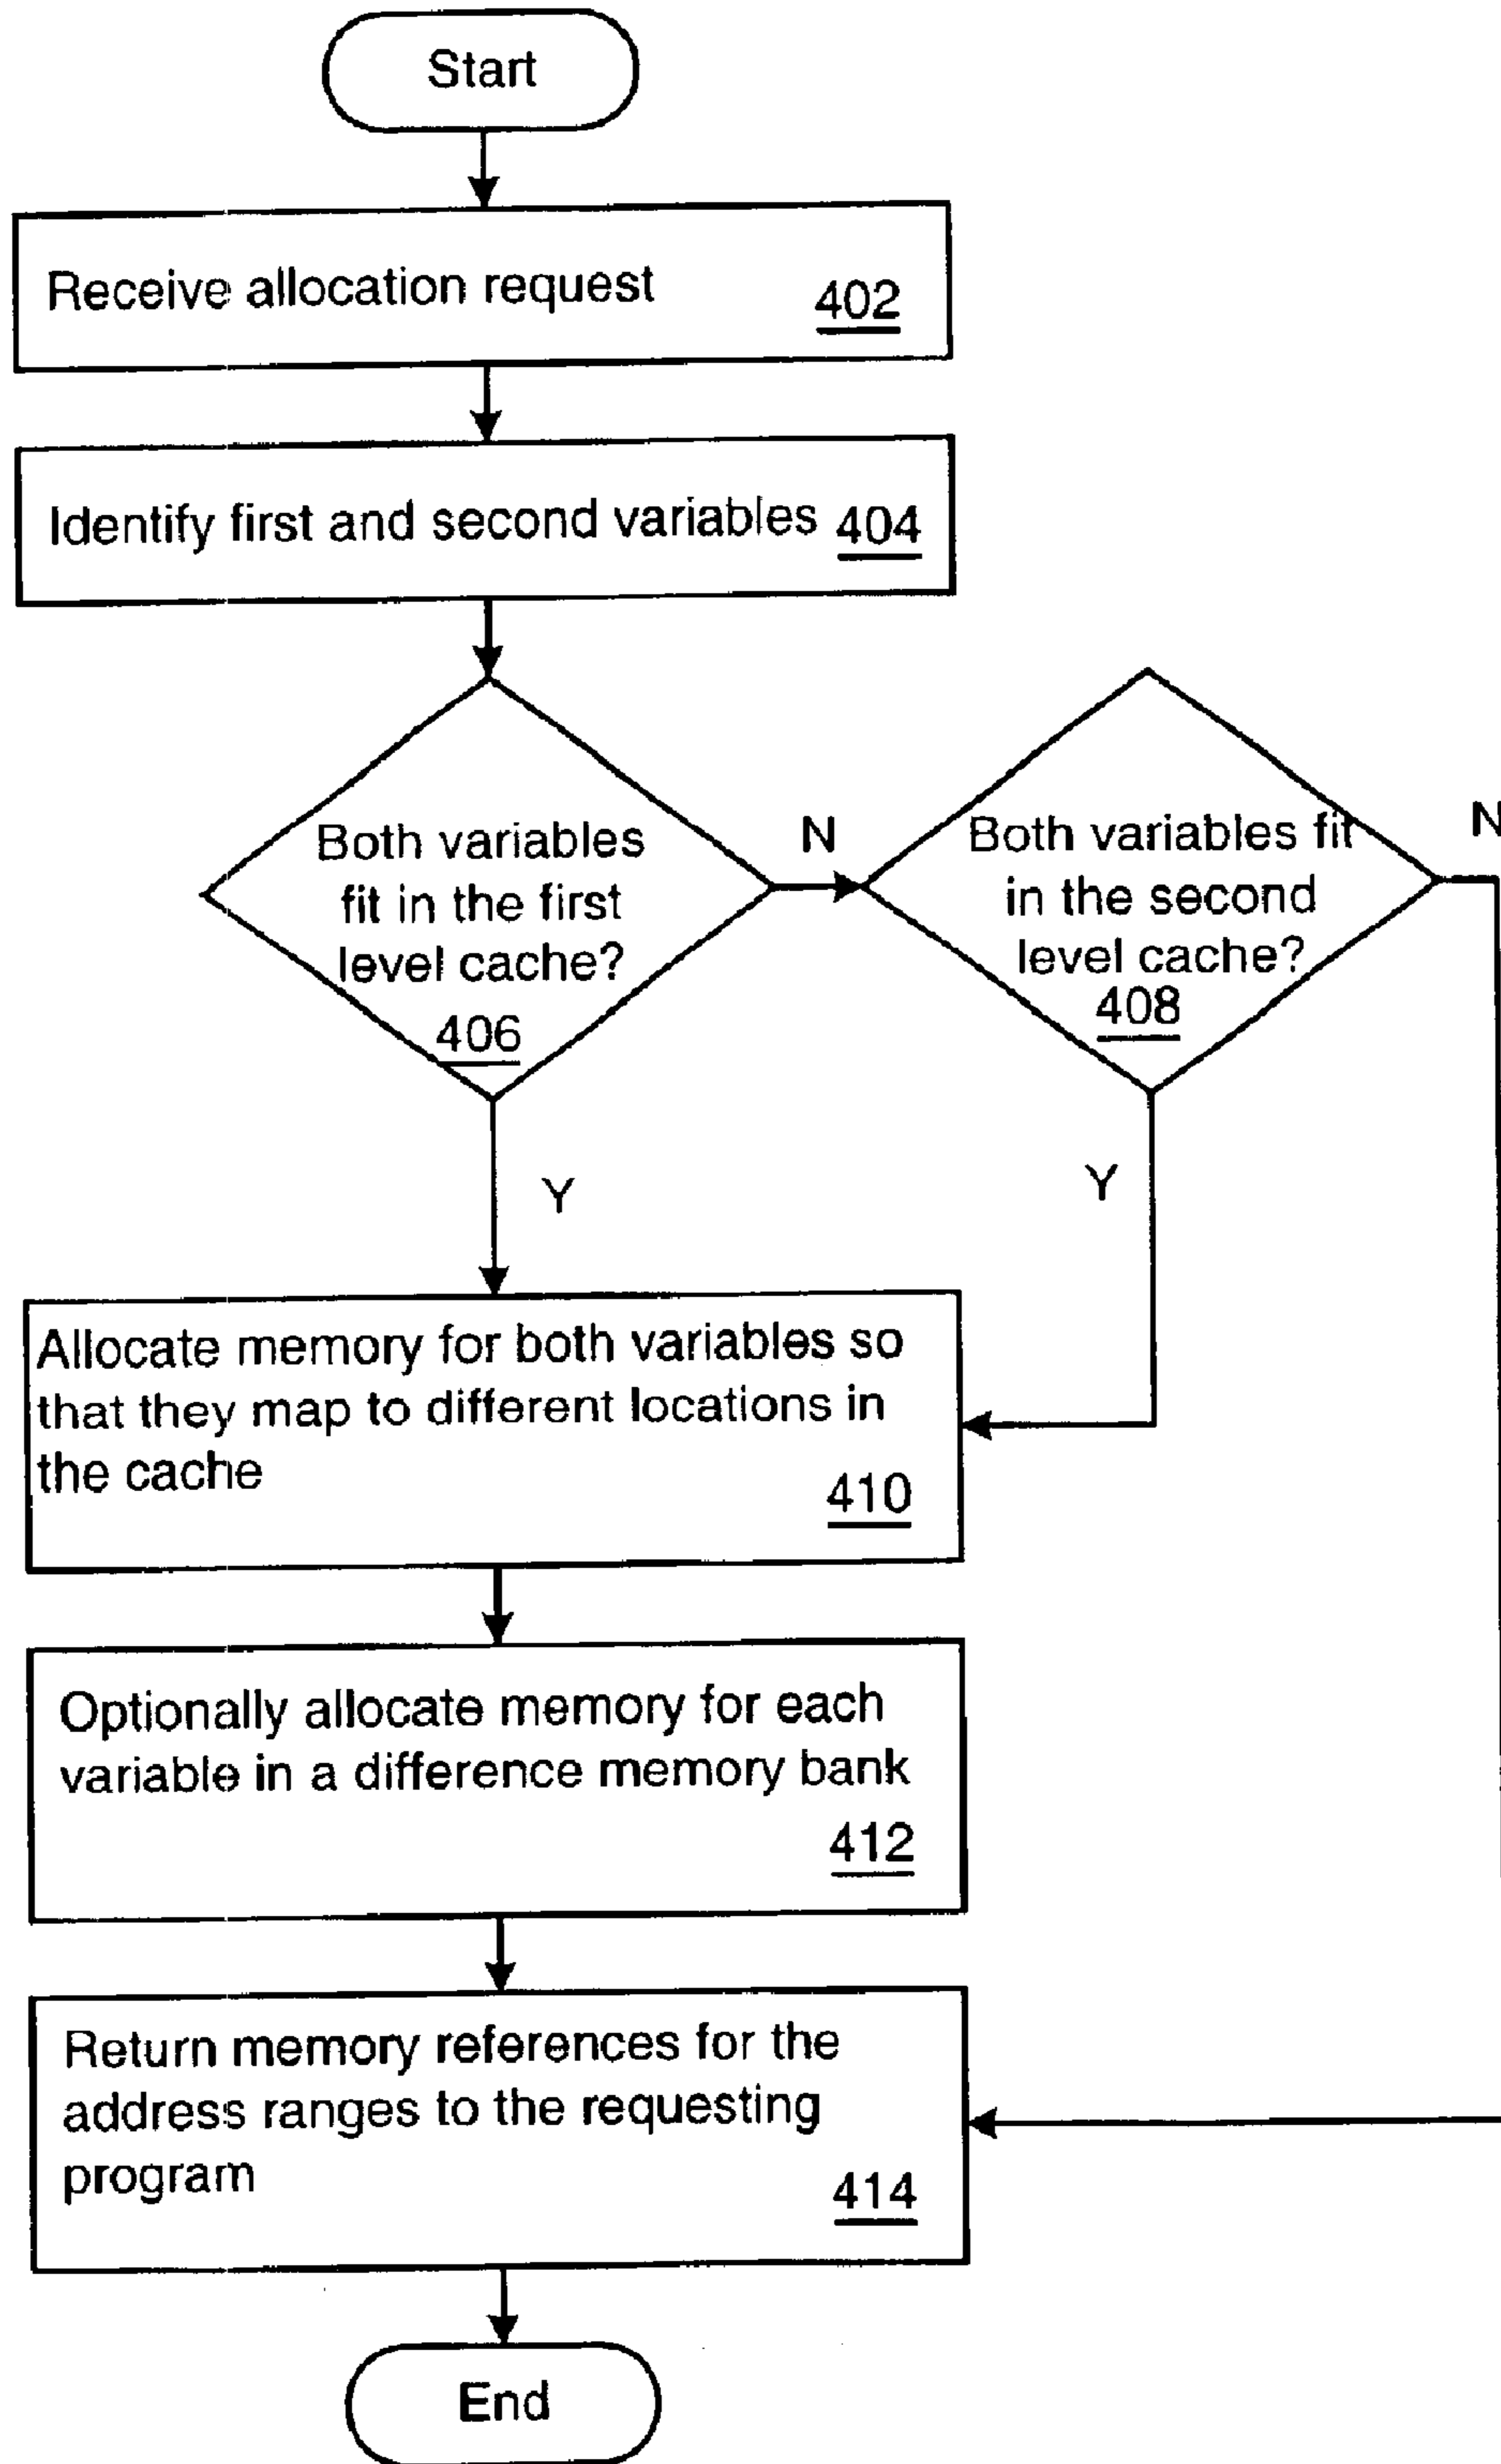 Start
Receive allocation request
402
Identify first and second variables 404
Both variables
fit in the first
level cache?
406
N
Both variables fit
in the second
level cache?
408
N
Y
Y
Allocate memory for both variables so
that they map to different locations in
the cache
410
Optionally allocate memory for each
variable in a difference memory bank
412
Return memory references for the
address ranges to the requesting
program
414
End